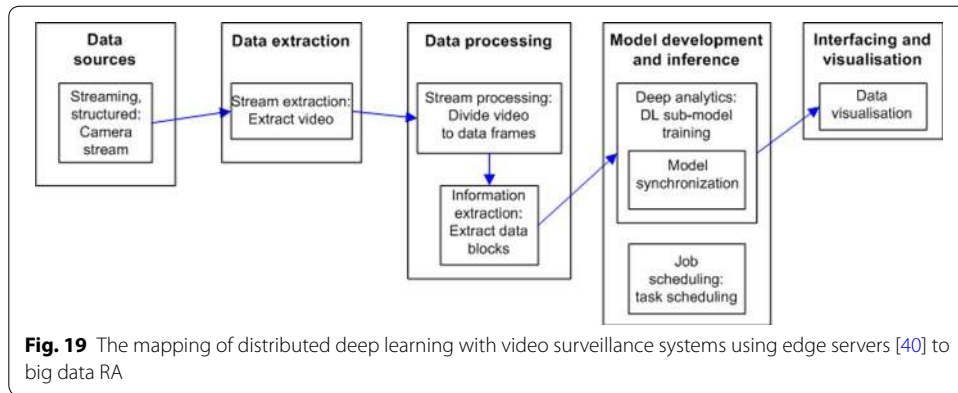 Data
sources
Streaming,
structured:
Camera
stream
Data extraction
Stream extraction:
Extract video
Data processing
Stream processing:
Divide video
to data frames
Information
extraction:
Extract data
blocks
Model development
and inference
Deep analytics:
DL sub-model
training
Model
synchronization
Job
scheduling:
task scheduling
Interfacing and
visualisation
Data
visualisation
Fig. 19 The mapping of distributed deep learning with video surveillance systems using edge servers [40] to
big data RA